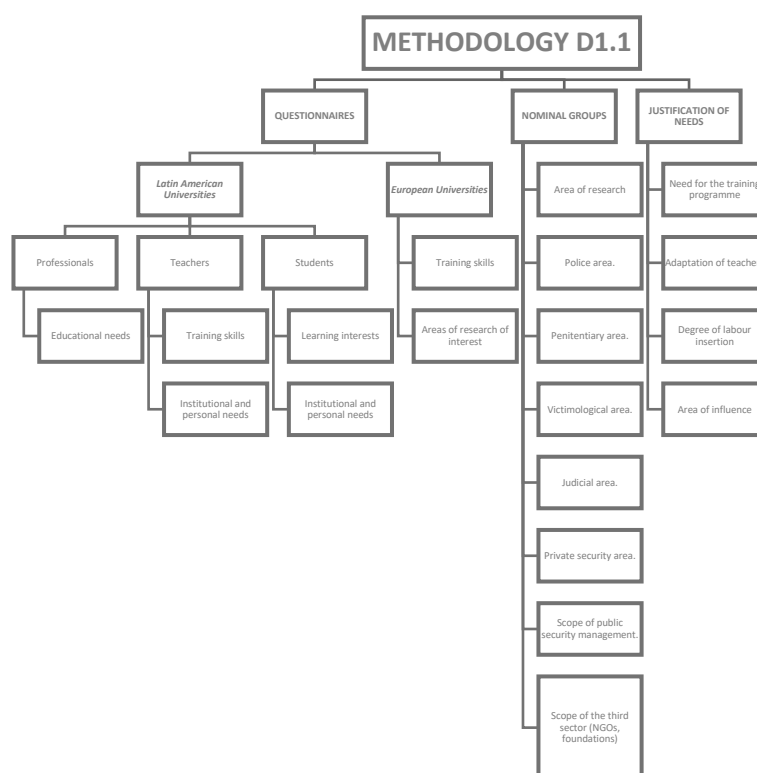 METHODOLOGY D1.1
QUESTIONNAIRES
NOMINAL GROUPS
JUSTIFICATION OF
NEEDS
Latin American
Universities
European Universities
Professionals
Teachers
Students
Educational needs
Training skills
Institutional and
personal needs
Learning interests
Institutional and
personal needs
Training skills
Areas of research of
interest
Area of research
Police area.
Penitentiary area.
Victimological area.
Judicial area.
Private security area.
Scope of public
security management.
Scope of the third
sector (NGOs,
foundations)
Need for the training
programme
Adaptation of teache
Degree of labour
insertion
Area of influence